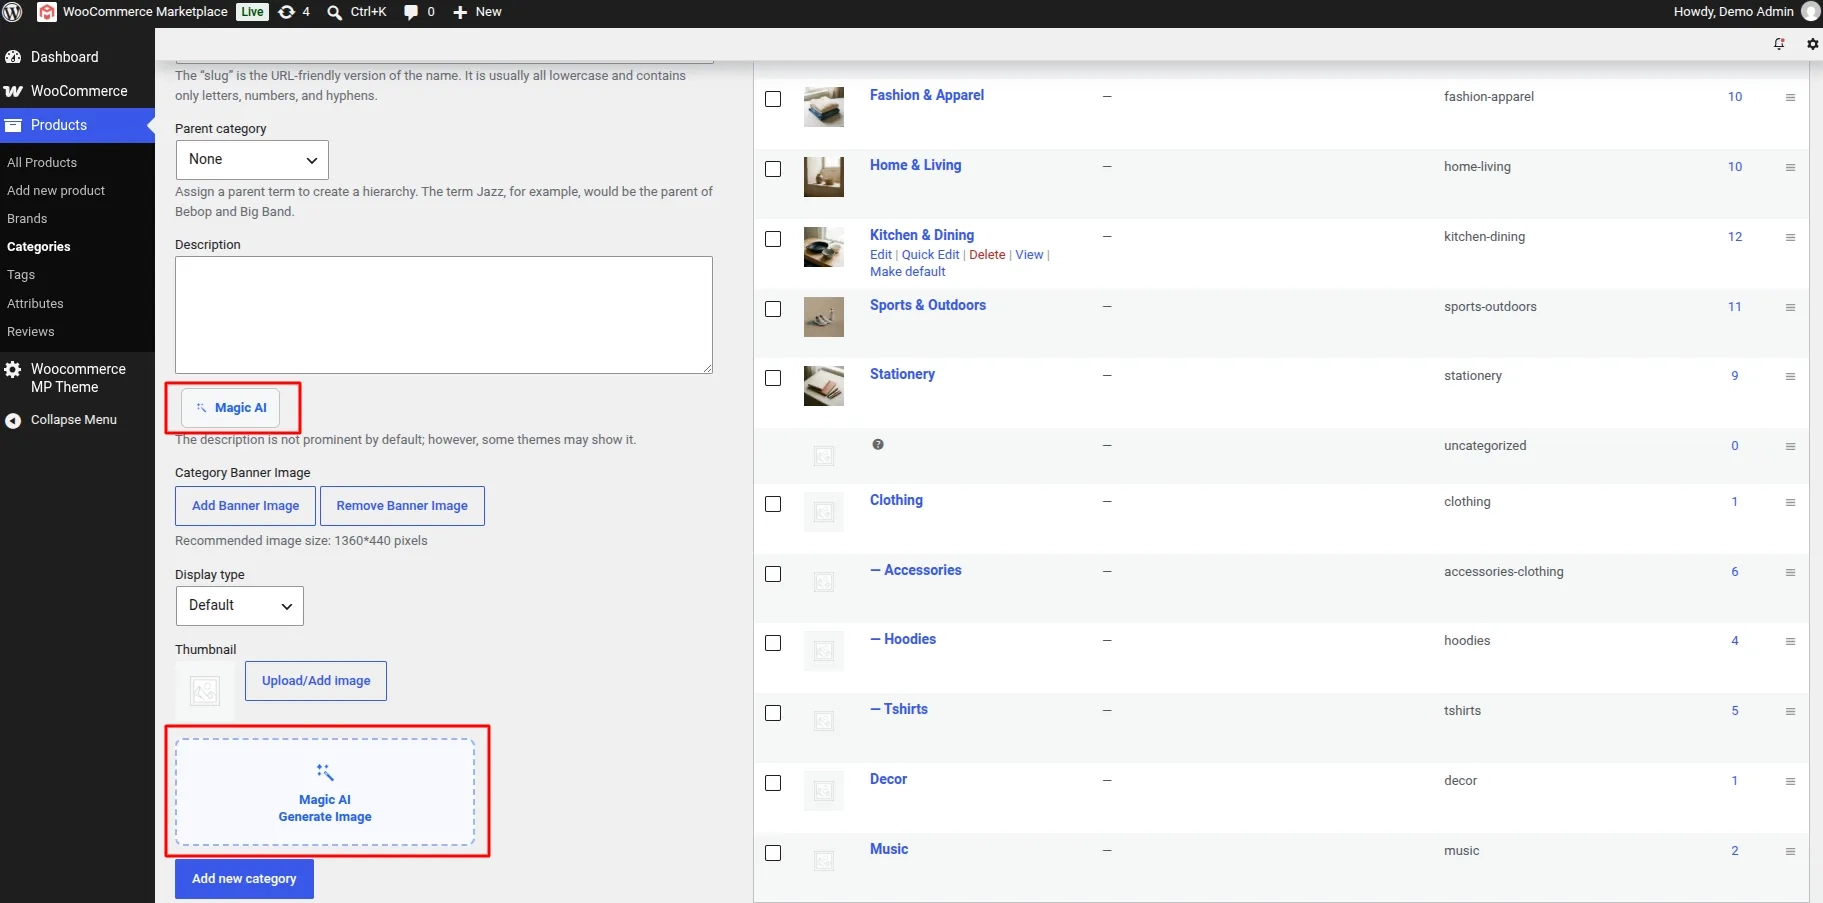 WooCommerce Marketplace Live 4 Ctrl+K 0 New Howdy, Demo Admin
Dashboard
WooCommerce
Products
All Products
Add new product
Brands
Categories
Tags
Attributes
Reviews
Woocommerce
MP Theme
Collapse Menu
The “slug” is the URL-friendly version of the name. It is usually all lowercase and contains
only letters, numbers, and hyphens.
Parent category
None
Assign a parent term to create a hierarchy. The term Jazz, for example, would be the parent of
Bebop and Big Band.
Description
Magic AI
The description is not prominent by default; however, some themes may show it.
Category Banner Image
Add Banner Image Remove Banner Image
Recommended image size: 1360*440 pixels
Display type
Default
Thumbnail
Upload/Add image
Magic AI
Generate Image
Add new category
Fashion & Apparel — fashion-apparel 10
Home & Living — home-living 10
Kitchen & Dining — kitchen-dining 12
Edit | Quick Edit | Delete | View |
Make default
Sports & Outdoors — sports-outdoors 11
Stationery — stationery 9
? — uncategorized 0
Clothing — clothing 1
— Accessories — accessories-clothing 6
— Hoodies — hoodies 4
— Tshirts — tshirts 5
Decor — decor 1
Music — music 2